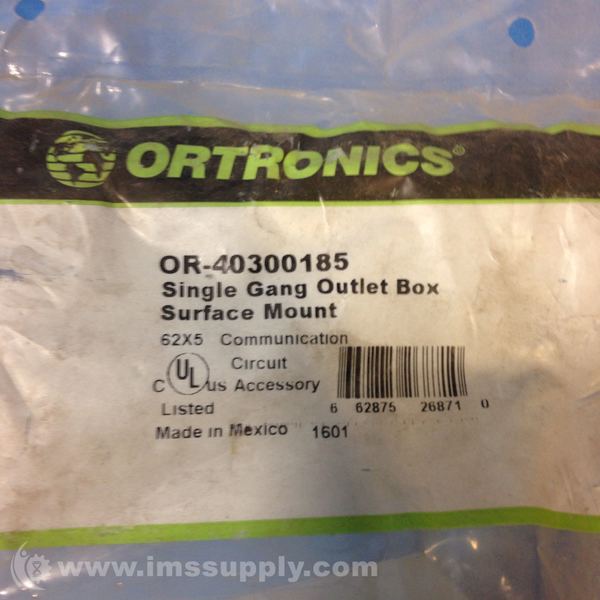 ORTRONICS®
OR-40300185
Single Gang Outlet Box
Surface Mount
62X5 Communication
Circuit
C UL us Accessory
Listed
6 62875 26871 0
Made in Mexico 1601
www.imssupply.com